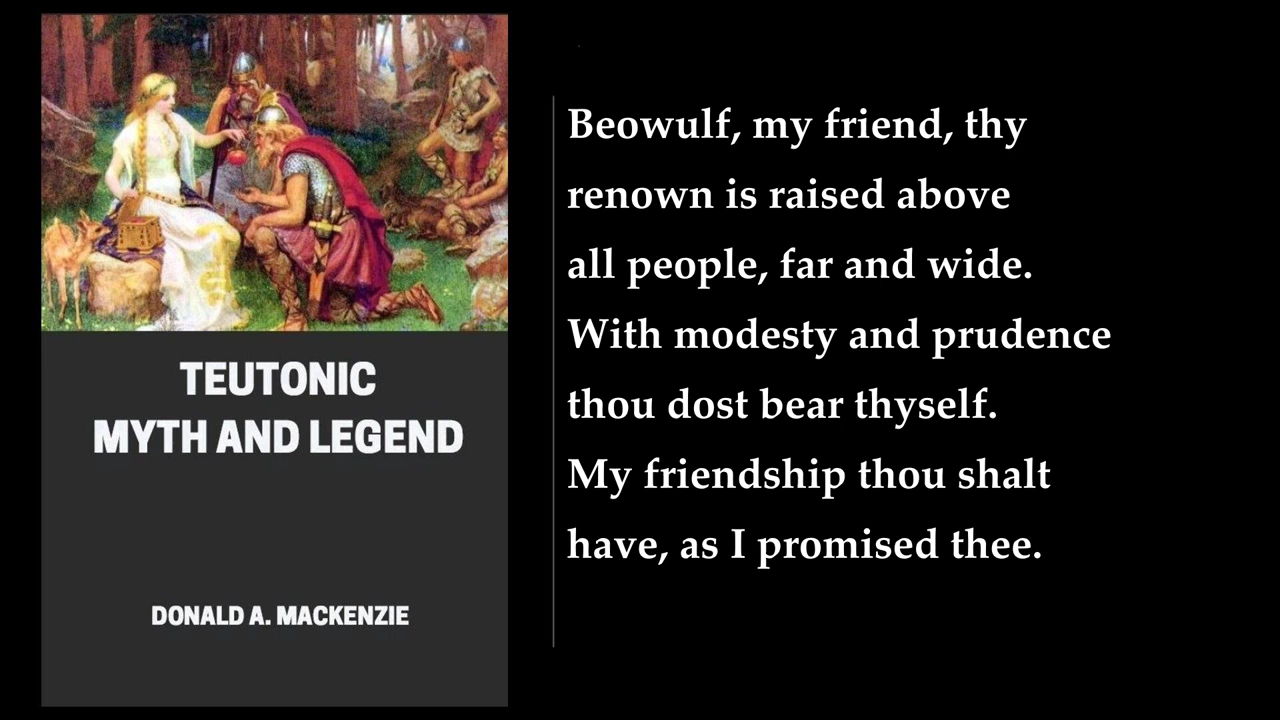 TEUTONIC
MYTH AND LEGEND
DONALD A. MACKENZIE
Beowulf, my friend, thy
renown is raised above
all people, far and wide.
With modesty and prudence
thou dost bear thyself.
My friendship thou shalt
have, as I promised thee.